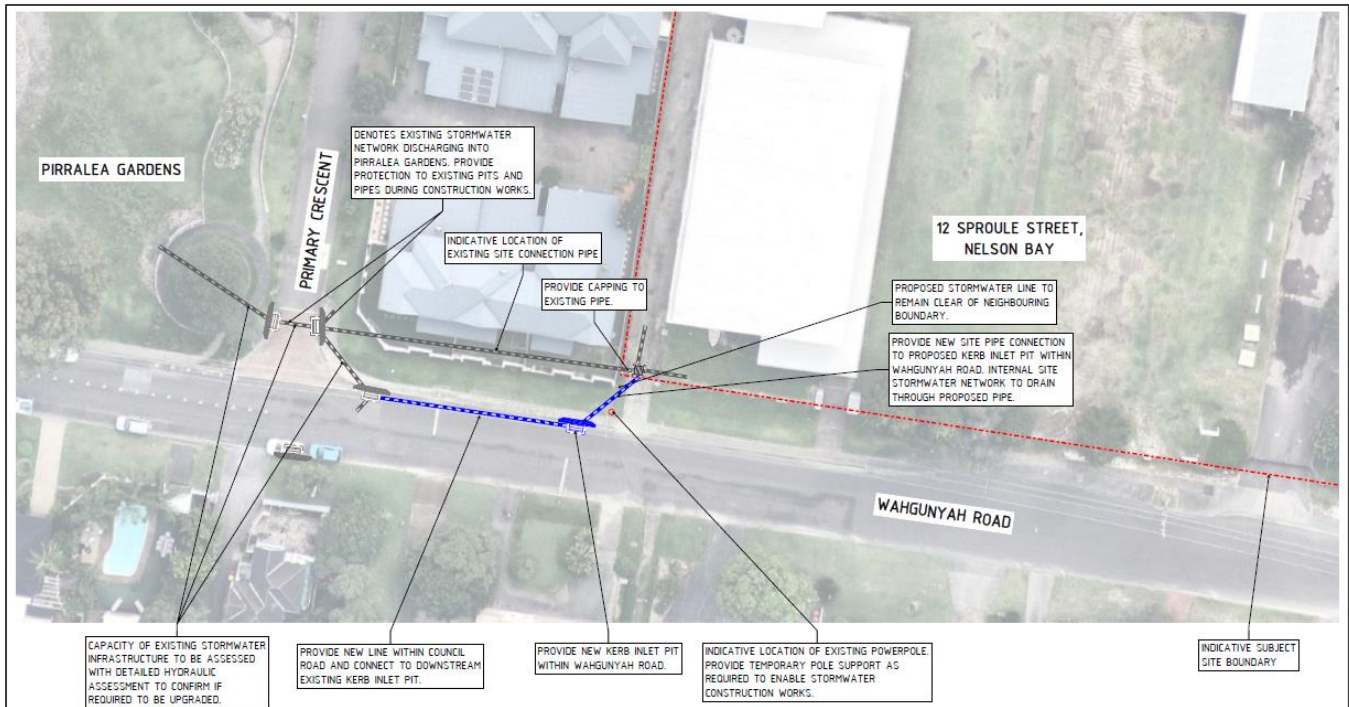 DENOTES EXISTING STORMWATER
NETWORK DISCHARGING INTO
PIRRALEA GARDENS. PROVIDE
PROTECTION TO EXISTING PITS AND
PIPES DURING CONSTRUCTION WORKS.
PIRRALEA GARDENS
PRIMARY CRESCENT
INDICATIVE LOCATION OF
EXISTING SITE CONNECTION PIPE
PROVIDE CAPPING TO
EXISTING PIPE.
12 SPROULE STREET,
NELSON BAY
PROPOSED STORMWATER LINE TO
REMAIN CLEAR OF NEIGHBOURING
BOUNDARY.
PROVIDE NEW SITE PIPE CONNECTION
TO PROPOSED KERB INLET PIT WITHIN
WAHGUNYAH ROAD. INTERNAL SITE
STORMWATER NETWORK TO DRAIN
THROUGH PROPOSED PIPE.
WAHGUNYAH ROAD
CAPACITY OF EXISTING STORMWATER
INFRASTRUCTURE TO BE ASSESSED
WITH DETAILED HYDRAULIC
ASSESSMENT TO CONFIRM IF
REQUIRED TO BE UPGRADED.
PROVIDE NEW LINE WITHIN COUNCIL
ROAD AND CONNECT TO DOWNSTREAM
EXISTING KERB INLET PIT.
PROVIDE NEW KERB INLET PIT
WITHIN WAHGUNYAH ROAD.
INDICATIVE LOCATION OF EXISTING POWERPOLE.
PROVIDE TEMPORARY POLE SUPPORT AS
REQUIRED TO ENABLE STORMWATER
CONSTRUCTION WORKS.
INDICATIVE SUBJECT
SITE BOUNDARY